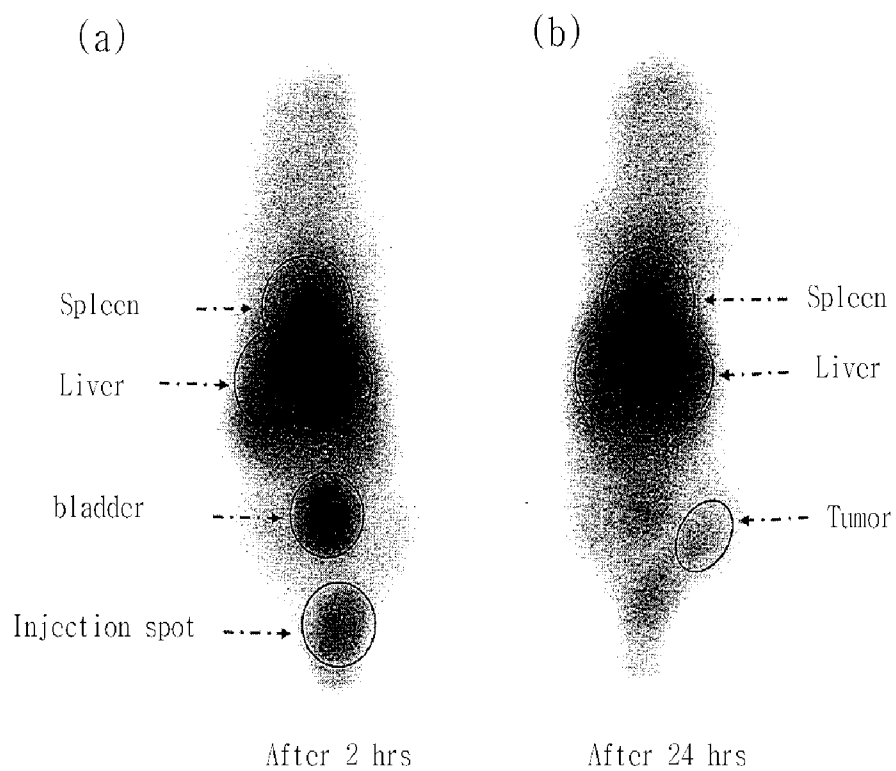 (a)
(b)
Spleen
Liver
bladder
Injection spot
Spleen
Liver
Tumor
After 2 hrs
After 24 hrs